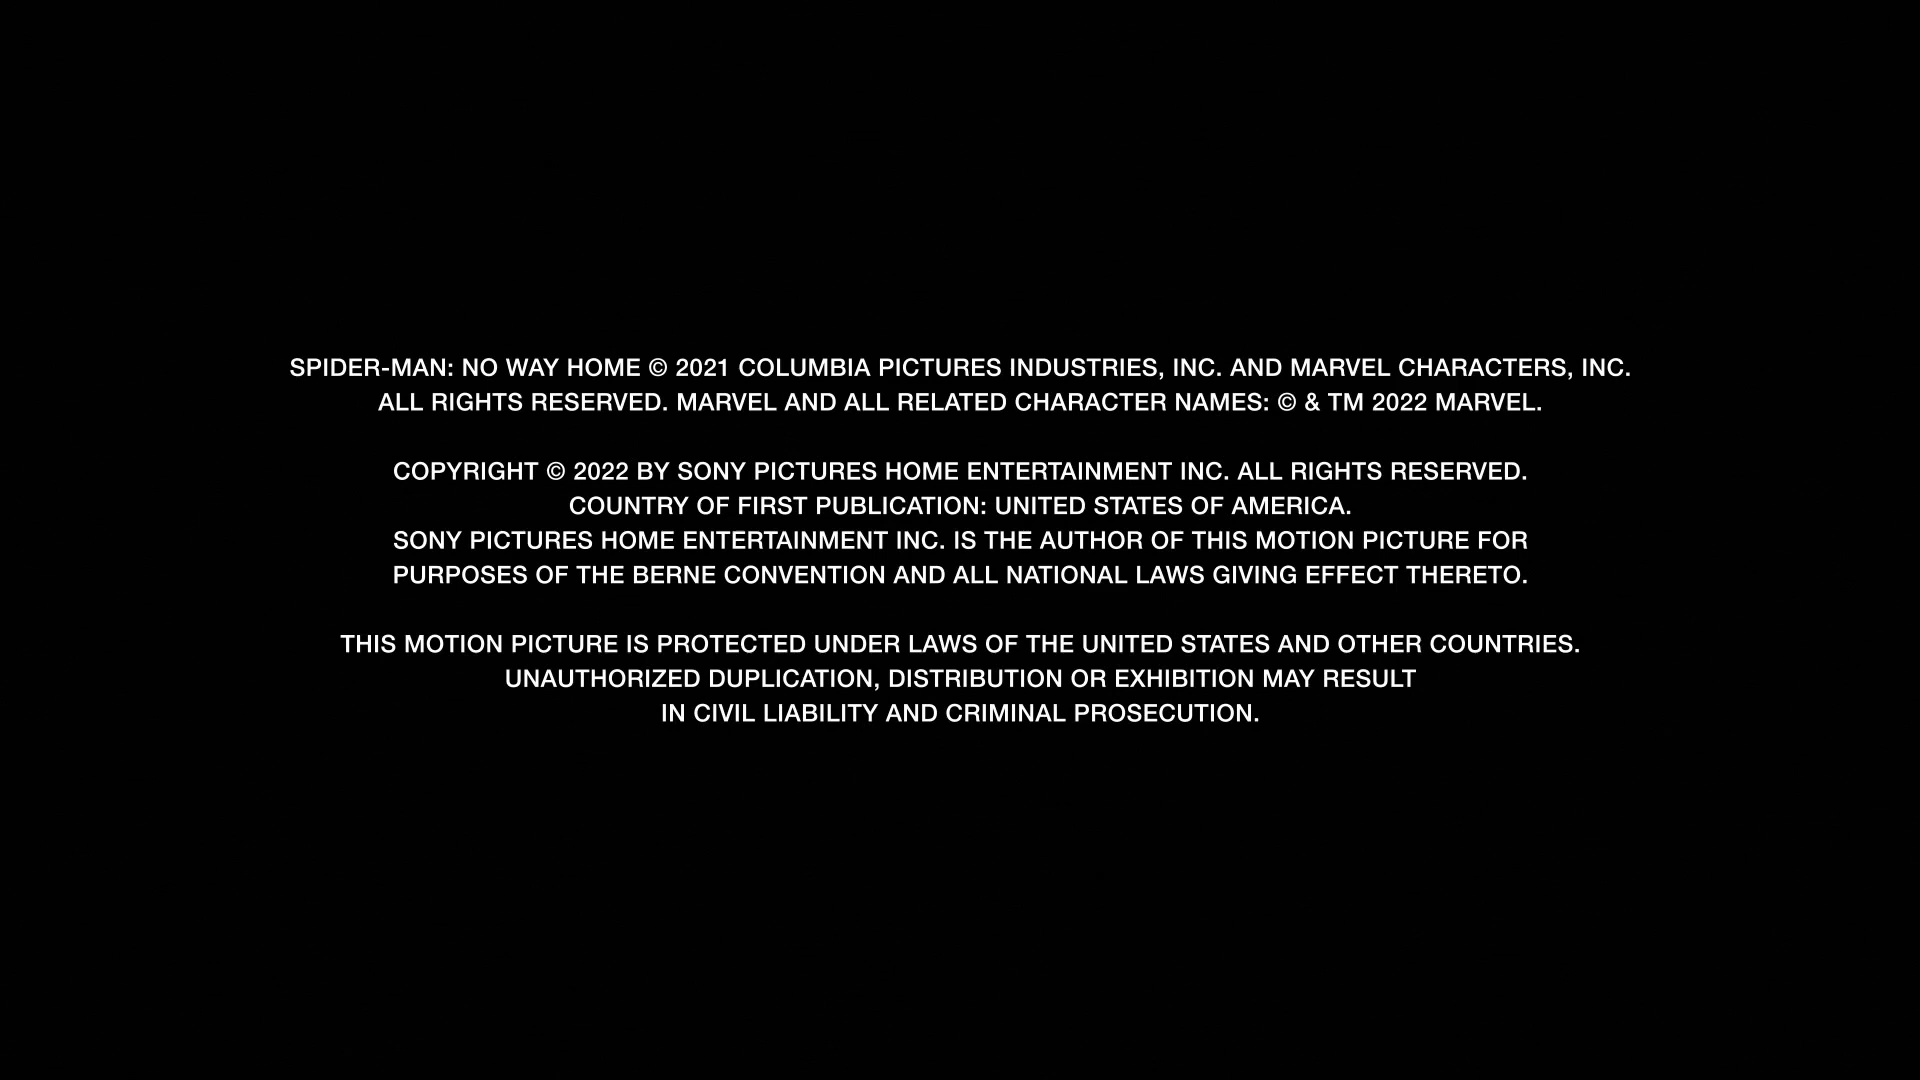 SPIDER-MAN: NO WAY HOME © 2021 COLUMBIA PICTURES INDUSTRIES, INC. AND MARVEL CHARACTERS, INC.
ALL RIGHTS RESERVED. MARVEL AND ALL RELATED CHARACTER NAMES: © & TM 2022 MARVEL.
COPYRIGHT © 2022 BY SONY PICTURES HOME ENTERTAINMENT INC. ALL RIGHTS RESERVED.
COUNTRY OF FIRST PUBLICATION: UNITED STATES OF AMERICA.
SONY PICTURES HOME ENTERTAINMENT INC. IS THE AUTHOR OF THIS MOTION PICTURE FOR
PURPOSES OF THE BERNE CONVENTION AND ALL NATIONAL LAWS GIVING EFFECT THERETO.
THIS MOTION PICTURE IS PROTECTED UNDER LAWS OF THE UNITED STATES AND OTHER COUNTRIES.
UNAUTHORIZED DUPLICATION, DISTRIBUTION OR EXHIBITION MAY RESULT
IN CIVIL LIABILITY AND CRIMINAL PROSECUTION.